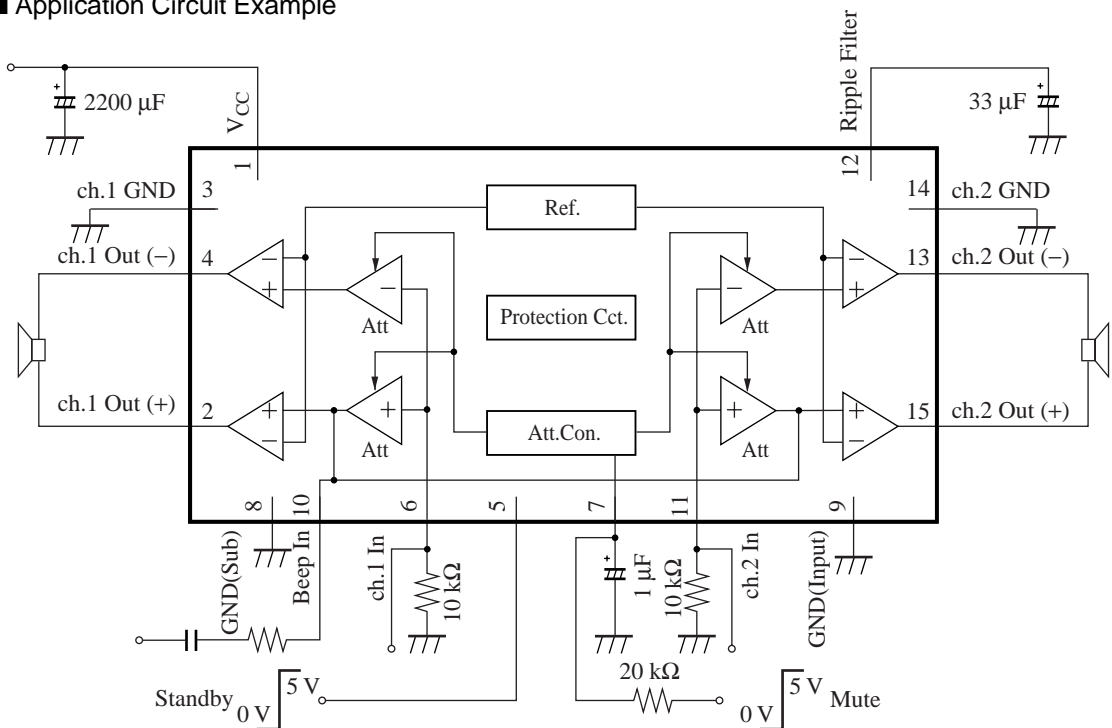 ■ Application Circuit Example
2200 µF
VCC
1
Ripple Filter
12
33 µF
ch.1 GND
3
14
ch.2 GND
Ref.
ch.1 Out (−)
4
13
ch.2 Out (−)
−
+
−
Att
Protection Cct.
−
Att
−
+
ch.1 Out (+)
2
+
−
+
Att
Att.Con.
+
Att
+
−
15
ch.2 Out (+)
8
10
6
5
7
11
9
GND(Sub)
Beep In
ch.1 In
10 kΩ
1 µF
10 kΩ
ch.2 In
GND(Input)
+
+
+
20 kΩ
Standby
0 V
5 V
0 V
5 V
Mute